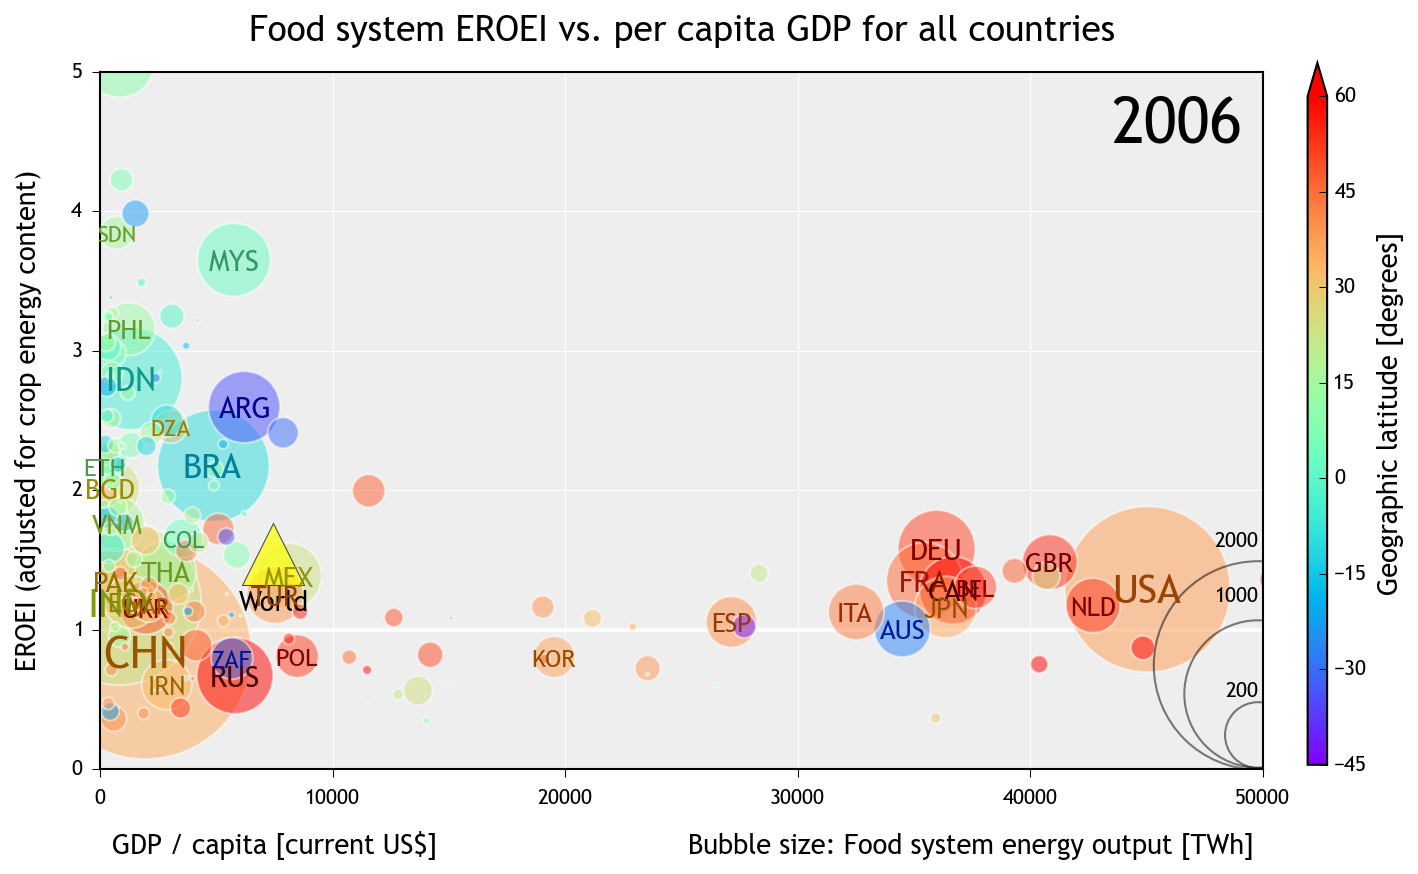 Food system EROEI vs. per capita GDP for all countries
2006
EROEI (adjusted for crop energy content)
5
4
3
2
1
0
SDN
MYS
PHL
IDN
ARG
DZA
BRA
ETH
BGD
VNM
COL
THA
MEX
PAK
TUR
World
IND
UKR
CHN
ZAF
RUS
POL
IRN
KOR
ESP
ITA
DEU
FRA
CAN
BEL
JPN
AUS
GBR
NLD
USA
2000
1000
200
0
10000
20000
30000
40000
50000
GDP / capita [current US$]
Bubble size: Food system energy output [TWh]
60
45
30
15
0
−15
−30
−45
Geographic latitude [degrees]